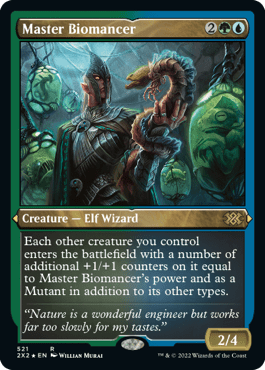 Master Biomancer 2
Creature — Elf Wizard
Each other creature you control
enters the battlefield with a number of
additional +1/+1 counters on it equal
to Master Biomancer's power and as a
Mutant in addition to its other types.
"Nature is a wonderful engineer but works
far too slowly for my tastes."
2/4
521 R
2X2 ★ EN Willian Murai ™ & © 2022 Wizards of the Coast